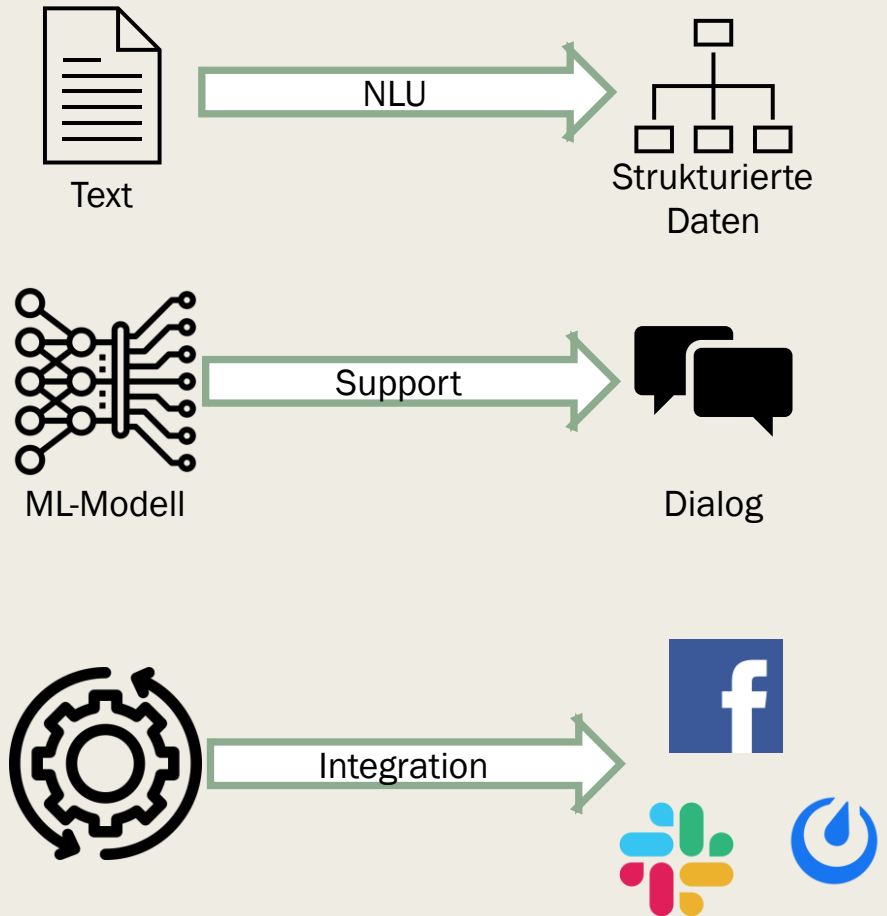 NLU
Text
Strukturierte
Daten
Support
ML-Modell
Dialog
Integration
f